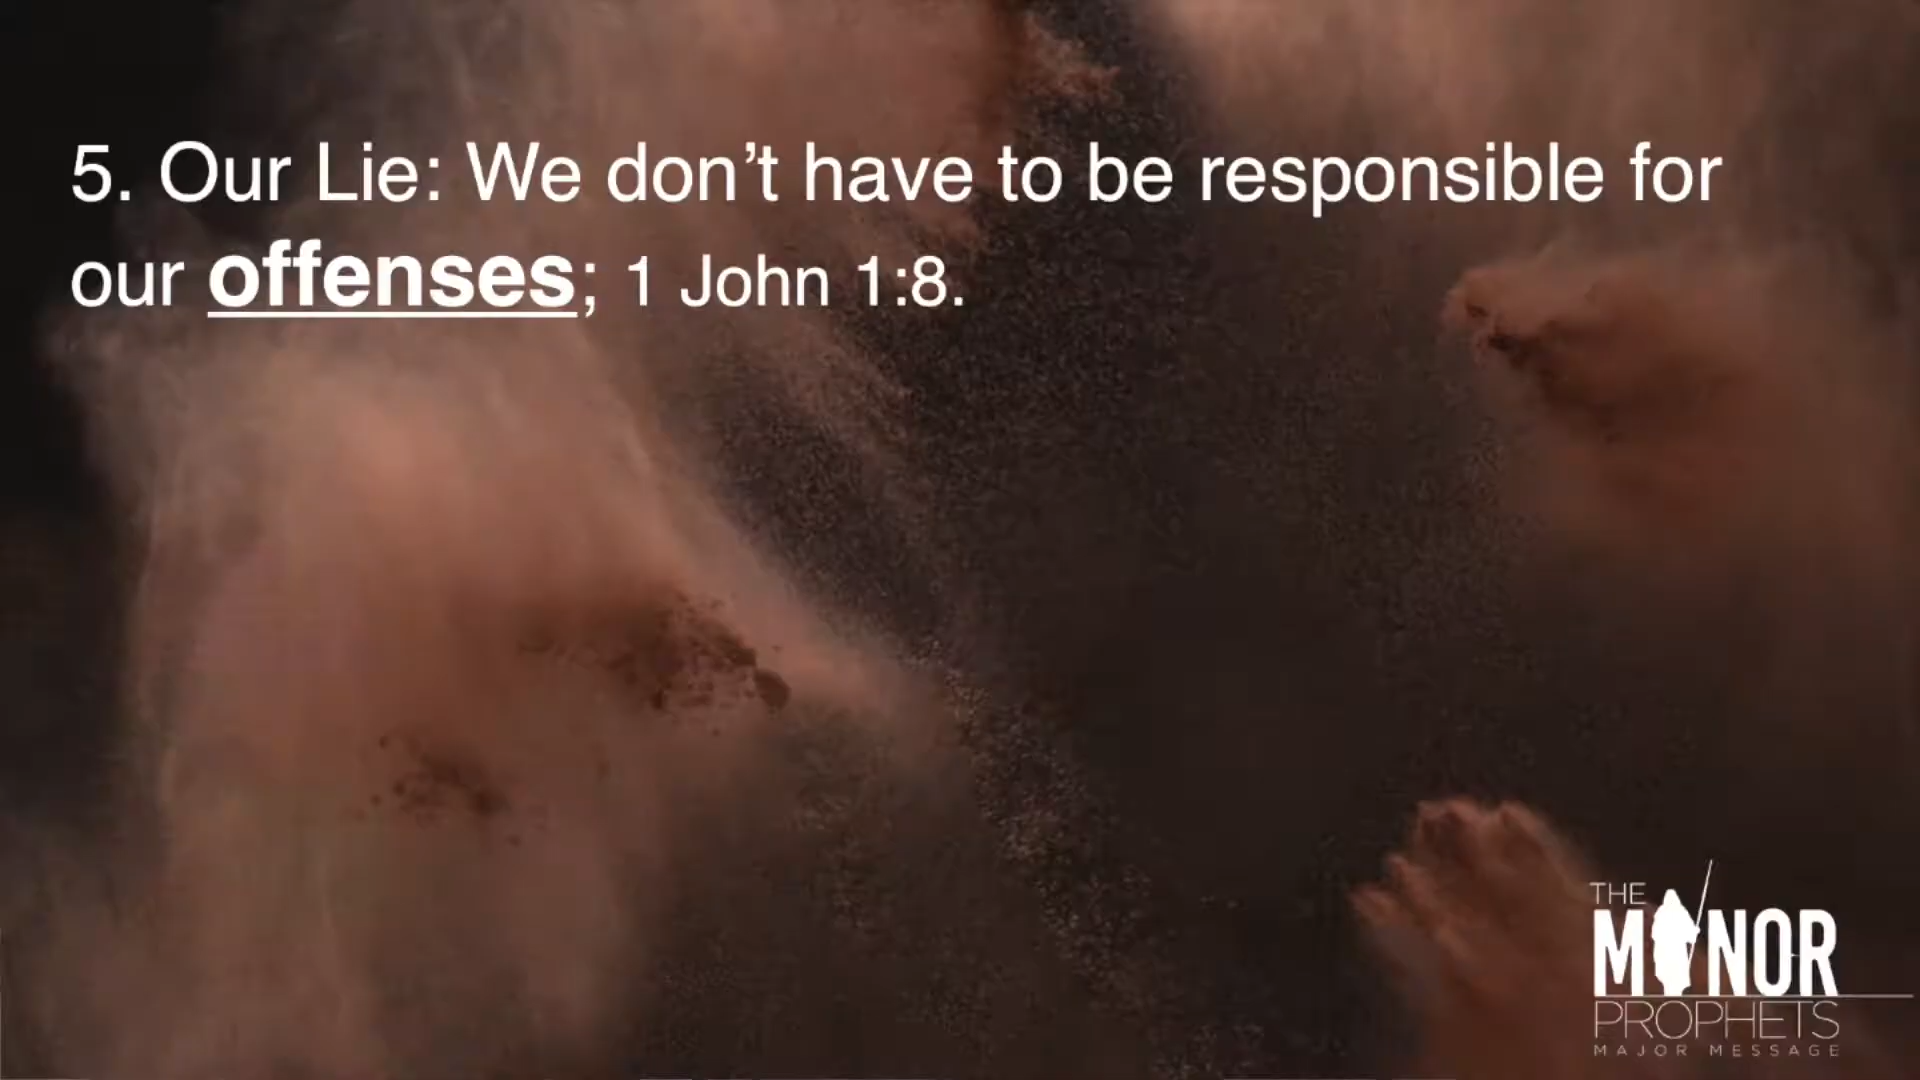 5. Our Lie: We don’t have to be responsible for
our offenses; 1 John 1:8.
THE
MINOR
PROPHETS
MAJOR MESSAGE